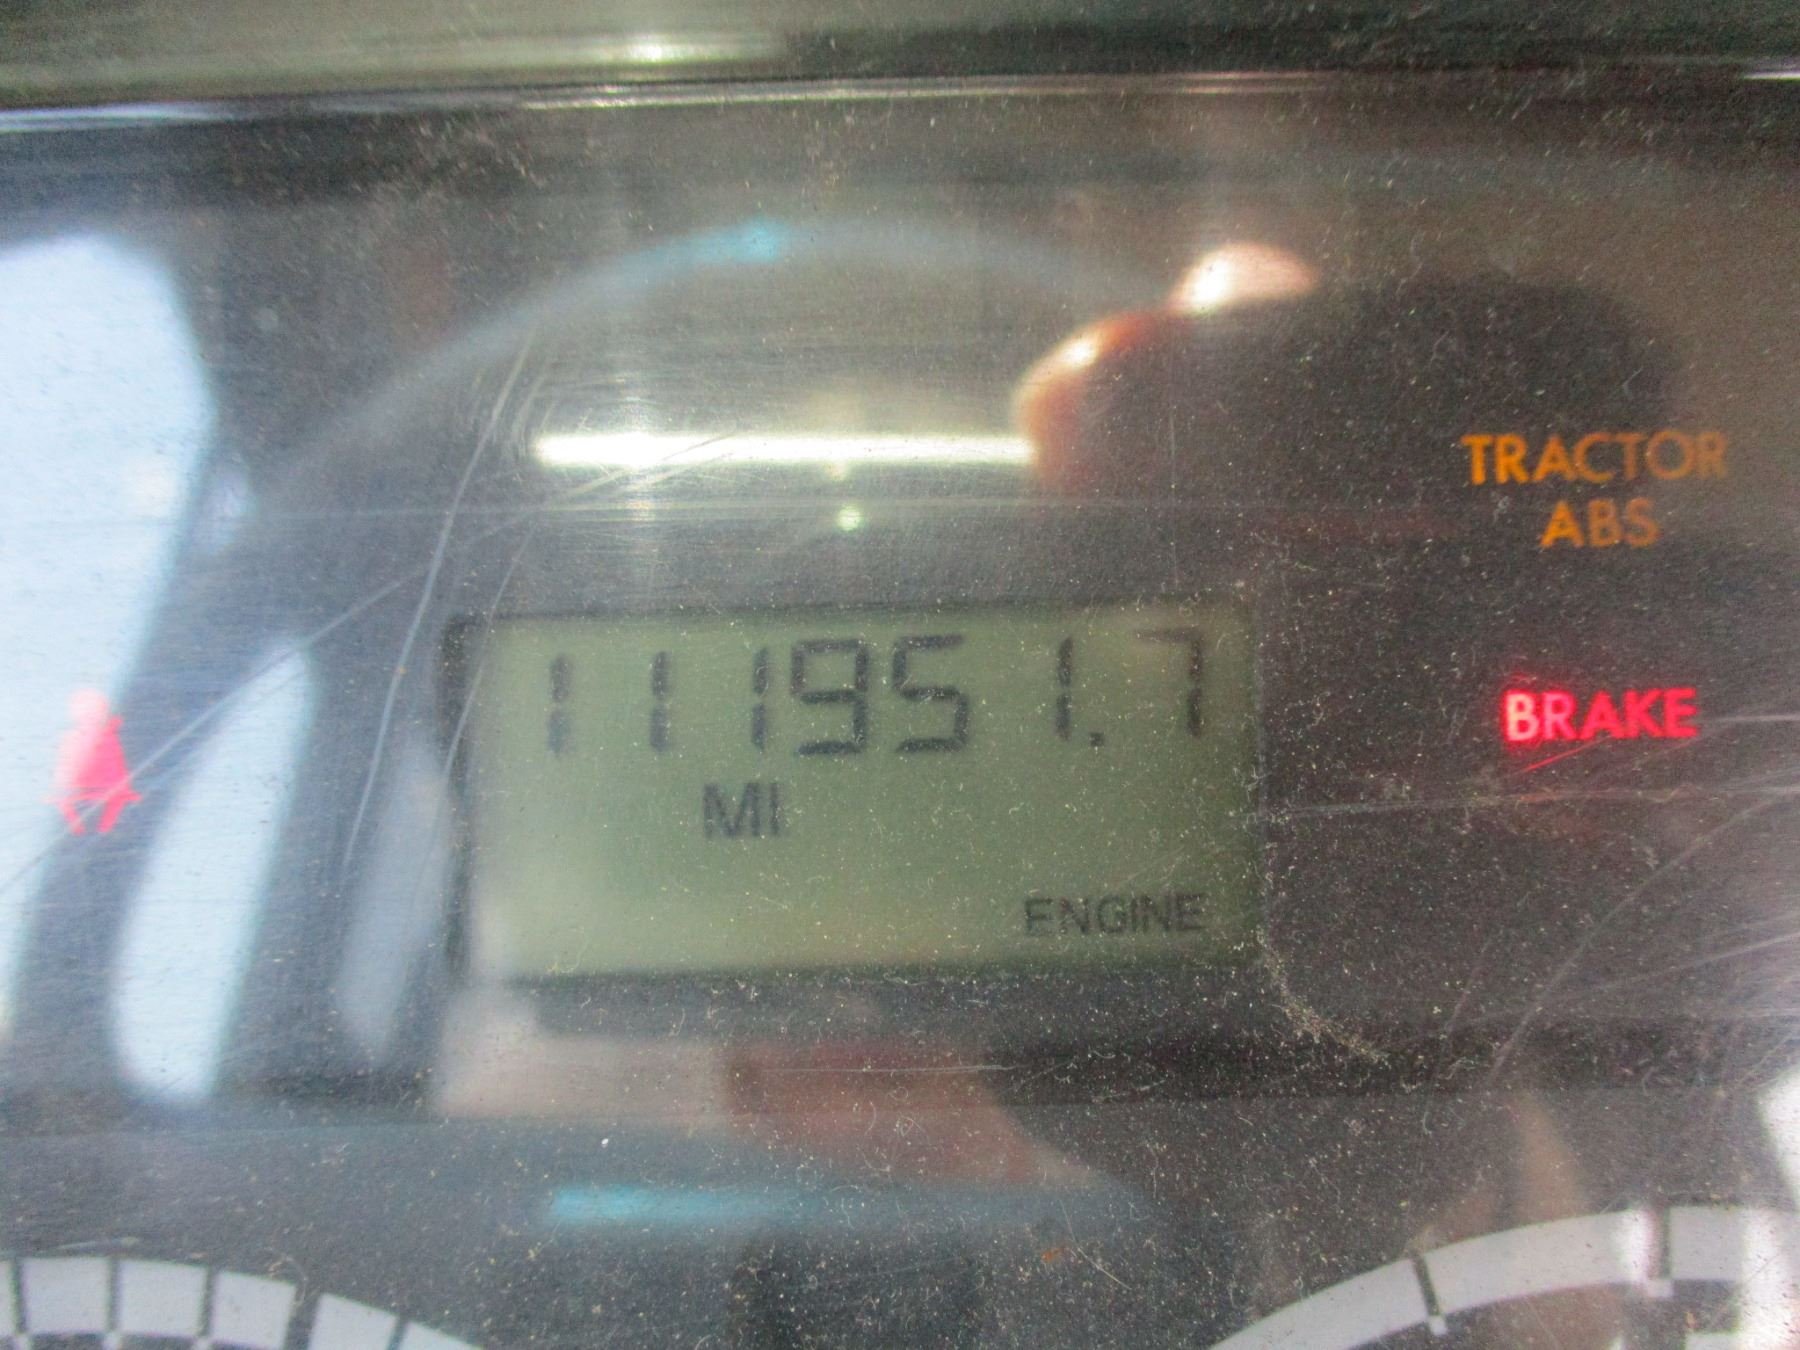 TRACTOR
ABS
111951.7
BRAKE
MI
ENGINE